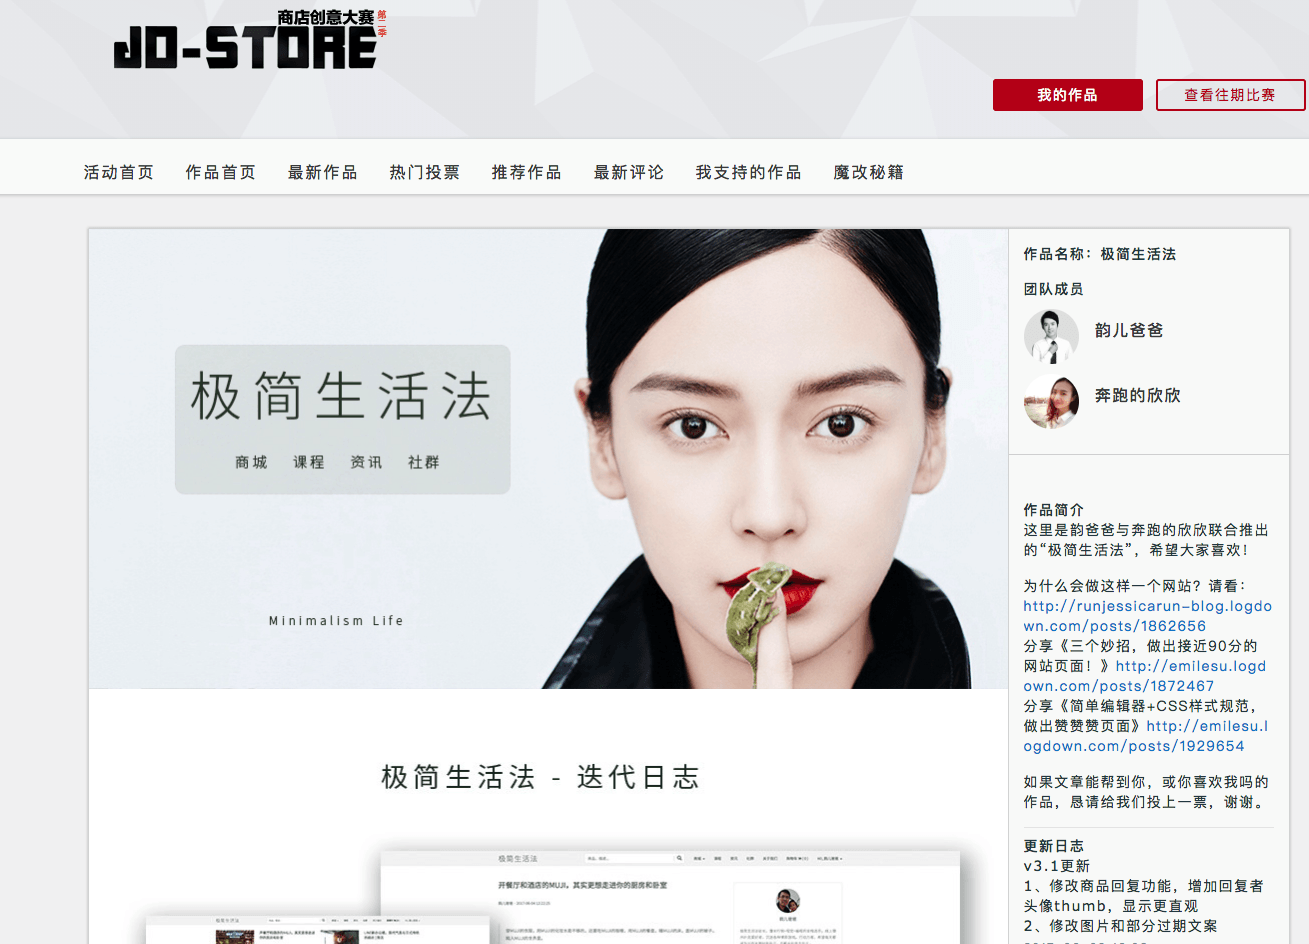 商店创意大赛
第二季
JD-STORE
我的作品
查看往期比赛
活动首页 作品首页 最新作品 热门投票 推荐作品 最新评论 我支持的作品 魔改秘籍
极简生活法
商城 课程 资讯 社群
Minimalism Life
极简生活法 - 迭代日志
极简生活法
开餐厅和酒店的MUJI,其实更想走进你的厨房和卧室
极简生活法
作品名称：极简生活法
团队成员
韵儿爸爸
奔跑的欣欣
作品简介
这里是韵爸爸与奔跑的欣欣联合推出
的“极简生活法”，希望大家喜欢！
为什么会做这样一个网站？请看：
http://runjessicarun-blog.logdo
wn.com/posts/1862656
分享《三个妙招，做出接近90分的
网站页面！》http://emilesu.logd
own.com/posts/1872467
分享《简单编辑器+CSS样式规范，
做出赞赞赞页面》http://emilesu.l
ogdown.com/posts/1929654
如果文章能帮到你，或你喜欢我吗的
作品，恳请给我们投上一票，谢谢。
更新日志
v3.1更新
1、修改商品回复功能，增加回复者
头像thumb，显示更直观
2、修改图片和部分过期文案